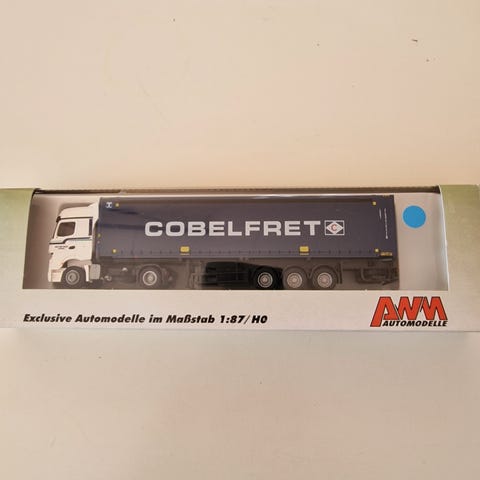 COBELFRET
C
Exclusive Automodelle im Maßstab 1:87/H0
AWM
AUTOMODELLE